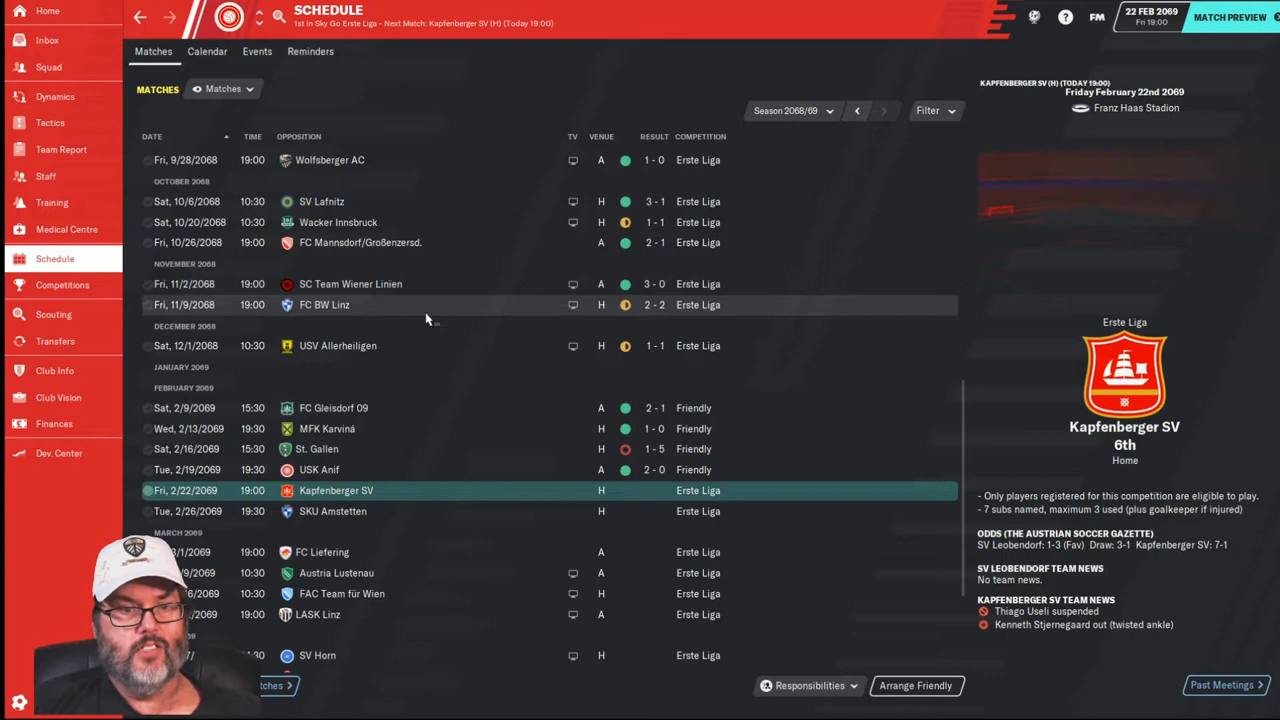 Home
SCHEDULE
1st in Sky Go Erste Liga - Next Match: Kapfenberger SV (H) (Today 19:00)
FM
22 FEB 2069
Fri 19:00
MATCH PREVIEW
Inbox
Squad
Dynamics
Tactics
Team Report
Staff
Training
Medical Centre
Schedule
Competitions
Scouting
Transfers
Club Info
Club Vision
Finances
Dev. Center
Matches Calendar Events Reminders
MATCHES Matches
Season 2068/69 Filter
DATE TIME OPPOSITION TV VENUE RESULT COMPETITION
Fri, 9/28/2068 19:00 Wolfsberger AC A 1 - 0 Erste Liga
OCTOBER 2068
Sat, 10/6/2068 10:30 SV Lafnitz H 3 - 1 Erste Liga
Sat, 10/20/2068 10:30 Wacker Innsbruck H 1 - 1 Erste Liga
Fri, 10/26/2068 19:00 FC Mannsdorf/Großenzersd. A 2 - 1 Erste Liga
NOVEMBER 2068
Fri, 11/2/2068 19:00 SC Team Wiener Linien A 3 - 0 Erste Liga
Fri, 11/9/2068 19:00 FC BW Linz H 2 - 2 Erste Liga
DECEMBER 2068
Sat, 12/1/2068 10:30 USV Allerheiligen H 1 - 1 Erste Liga
JANUARY 2069
FEBRUARY 2069
Sat, 2/9/2069 15:30 FC Gleisdorf 09 A 2 - 1 Friendly
Wed, 2/13/2069 19:30 MFK Karviná H 1 - 0 Friendly
Sat, 2/16/2069 15:30 St. Gallen H 1 - 5 Friendly
Tue, 2/19/2069 19:30 USK Anif A 2 - 0 Friendly
Fri, 2/22/2069 19:00 Kapfenberger SV H Erste Liga
Tue, 2/26/2069 19:30 SKU Amstetten H Erste Liga
MARCH 2069
3/1/2069 19:00 FC Liefering A Erste Liga
/9/2069 10:30 Austria Lustenau A Erste Liga
6/2069 10:30 FAC Team für Wien H Erste Liga
/2069 19:00 LASK Linz A Erste Liga
SV Horn H Erste Liga
Responsibilities Arrange Friendly
KAPFENBERGER SV (H) (TODAY 19:00)
Friday February 22nd 2069
Franz Haas Stadion
Erste Liga
Kapfenberger SV
6th
Home
- Only players registered for this competition are eligible to play.
- 7 subs named, maximum 3 used (plus goalkeeper if injured)
ODDS (THE AUSTRIAN SOCCER GAZETTE)
SV Leobendorf: 1-3 (Fav) Draw: 3-1 Kapfenberger SV: 7-1
SV LEOBENDORF TEAM NEWS
No team news.
KAPFENBERGER SV TEAM NEWS
Thiago Useli suspended
Kenneth Stjernegaard out (twisted ankle)
Past Meetings